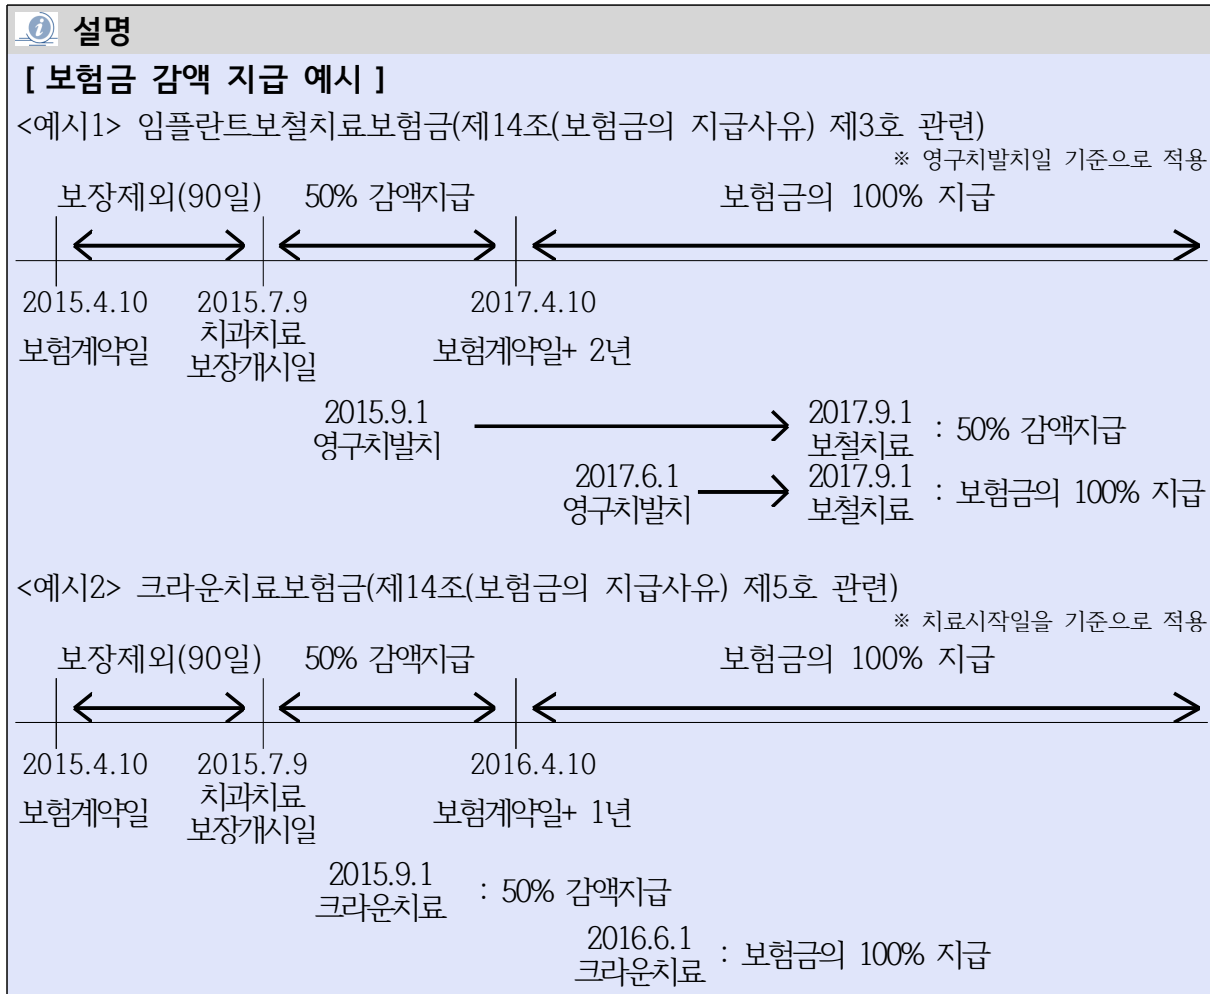 설명
[ 보험금 감액 지급 예시 ]
<예시1> 임플란트보철치료보험금(제14조(보험금의 지급사유) 제3호 관련)
※ 영구치발치일 기준으로 적용
보장제외(90일) 50% 감액지급 보험금의 100% 지급
2015.4.10 2015.7.9 2017.4.10
보험계약일 치과치료 보장개시일 보험계약일+ 2년
2015.9.1 2017.9.1
영구치발치 보철치료 : 50% 감액지급
2017.6.1 2017.9.1
영구치발치 보철치료 : 보험금의 100% 지급
<예시2> 크라운치료보험금(제14조(보험금의 지급사유) 제5호 관련)
※ 치료시작일을 기준으로 적용
보장제외(90일) 50% 감액지급 보험금의 100% 지급
2015.4.10 2015.7.9 2016.4.10
보험계약일 치과치료 보장개시일 보험계약일+ 1년
2015.9.1
크라운치료 : 50% 감액지급
2016.6.1
크라운치료 : 보험금의 100% 지급